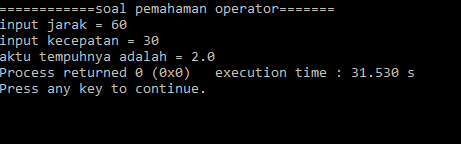 ============soal pemahaman operator=======
input jarak = 60
input kecepatan = 30
aktu tempuhnya adalah = 2.0
Process returned 0 (0x0)   execution time : 31.530 s
Press any key to continue.